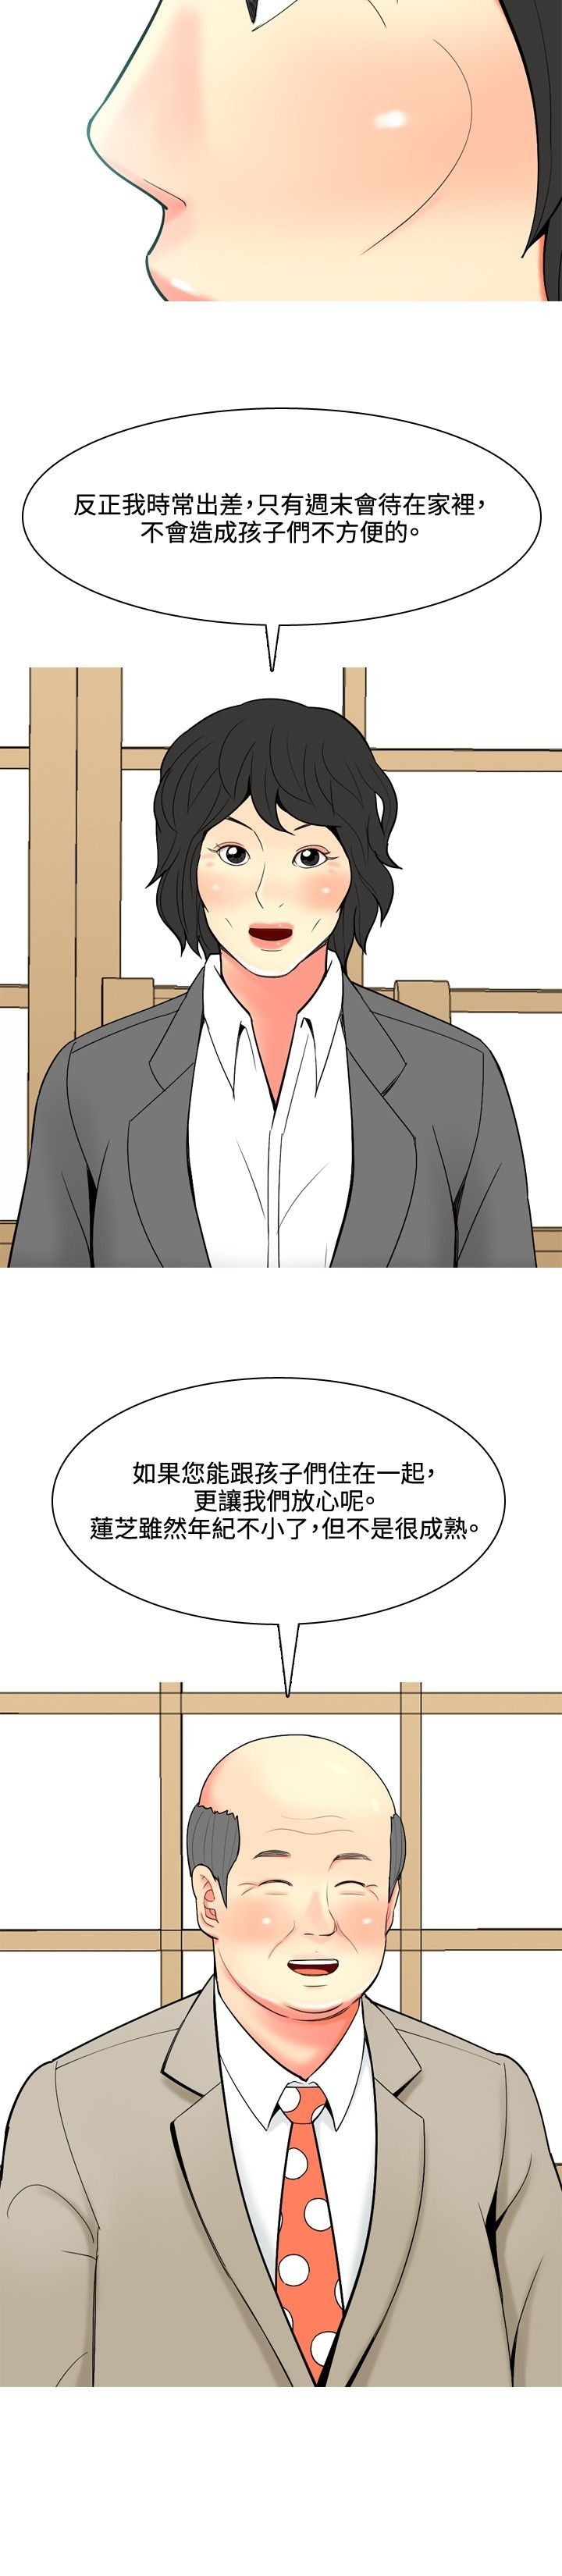 反正我時常出差，只有週末會待在家裡，
不會造成孩子們不方便的。
如果您能跟孩子們住在一起，
更讓我們放心呢。
蓮芝雖然年紀不小了，但不是很成熟。